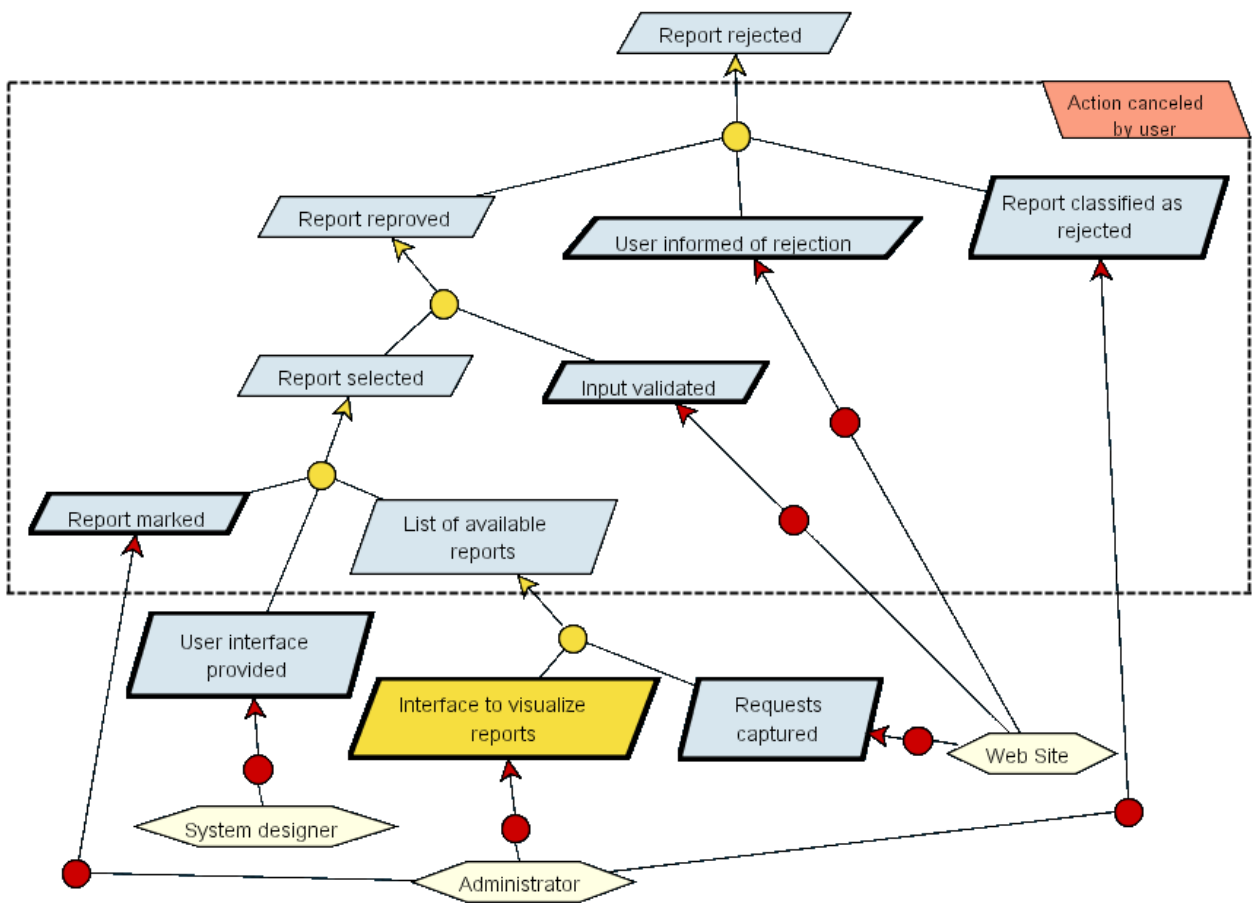 Report rejected
Action canceled
by user
Report reproved
User informed of rejection
Report classified as
rejected
Report selected
Input validated
Report marked
List of available
reports
User interface
provided
Interface to visualize
reports
Requests
captured
Web Site
System designer
Administrator